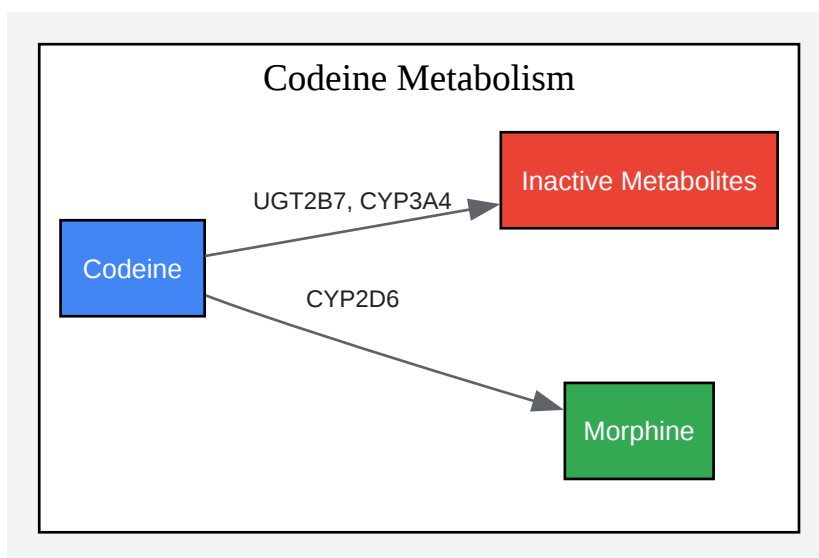 Codeine Metabolism
Inactive Metabolites
UGT2B7, CYP3A4
Codeine
CYP2D6
Morphine